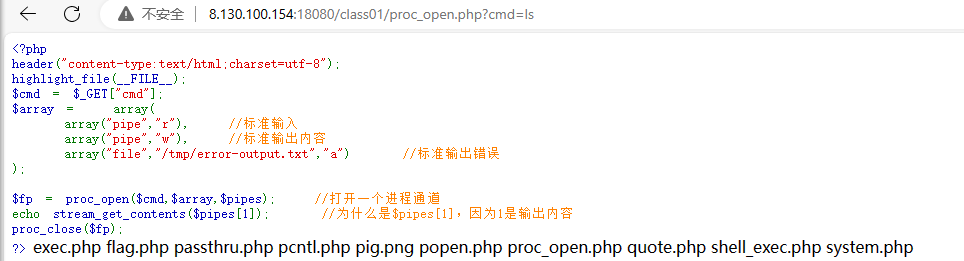 不安全 8.130.100.154:18080/class01/proc_open.php?cmd=ls
<?php
header("content-type:text/html;charset=utf-8");
highlight_file(__FILE__);
$cmd = $_GET["cmd"];
$array = array(
array("pipe","r"), //标准输入
array("pipe","w"), //标准输出内容
array("file","/tmp/error-output.txt","a") //标准输出错误
);
$fp = proc_open($cmd,$array,$pipes); //打开一个进程通道
echo stream_get_contents($pipes[1]); //为什么是$pipes[1]，因为1是输出内容
proc_close($fp);
?> exec.php flag.php passthru.php pcntl.php pig.png popen.php proc_open.php quote.php shell_exec.php system.php